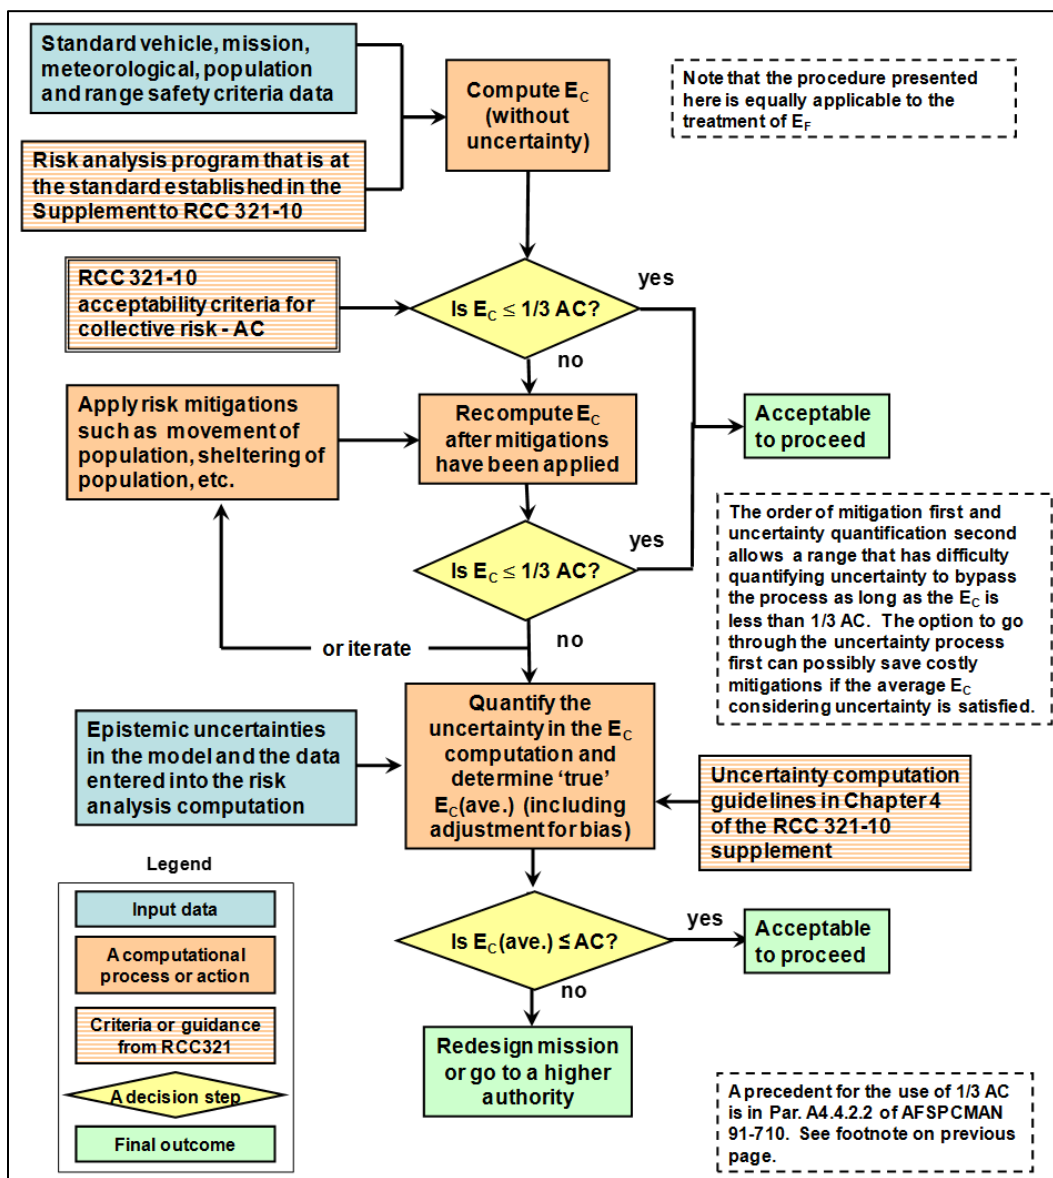 Standard vehicle, mission,
meteorological, population
and range safety criteria data
Compute EC
(without
uncertainty)
Note that the procedure presented
here is equally applicable to the
treatment of EF
Risk analysis program that is at
the standard established in the
Supplement to RCC 321-10
RCC 321-10
acceptability criteria for
collective risk - AC
Is EC ≤ 1/3 AC?
yes
no
Apply risk mitigations
such as movement of
population, sheltering of
population, etc.
Recompute EC
after mitigations
have been applied
Acceptable
to proceed
Is EC ≤ 1/3 AC?
yes
no
or iterate
The order of mitigation first and
uncertainty quantification second
allows a range that has difficulty
quantifying uncertainty to bypass
the process as long as the EC is
less than 1/3 AC. The option to go
through the uncertainty process
first can possibly save costly
mitigations if the average EC
considering uncertainty is satisfied.
Epistemic uncertainties
in the model and the data
entered into the risk
analysis computation
Quantify the
uncertainty in the EC
computation and
determine ‘true’
EC(ave.) (including
adjustment for bias)
Uncertainty computation
guidelines in Chapter 4
of the RCC 321-10
supplement
Is EC(ave.) ≤ AC?
yes
no
Acceptable
to proceed
Redesign mission
or go to a higher
authority
Legend
Input data
A computational
process or action
Criteria or guidance
from RCC321
A decision step
Final outcome
A precedent for the use of 1/3 AC
is in Par. A4.4.2.2 of AFSPCMAN
91-710. See footnote on previous
page.